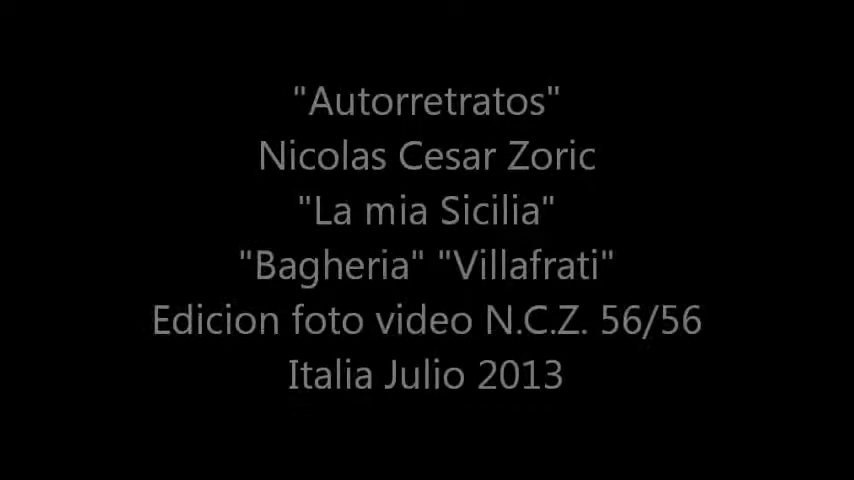 "Autorretratos"
Nicolas Cesar Zoric
"La mia Sicilia"
"Bagheria" "Villafrati"
Edicion foto video N.C.Z. 56/56
Italia Julio 2013